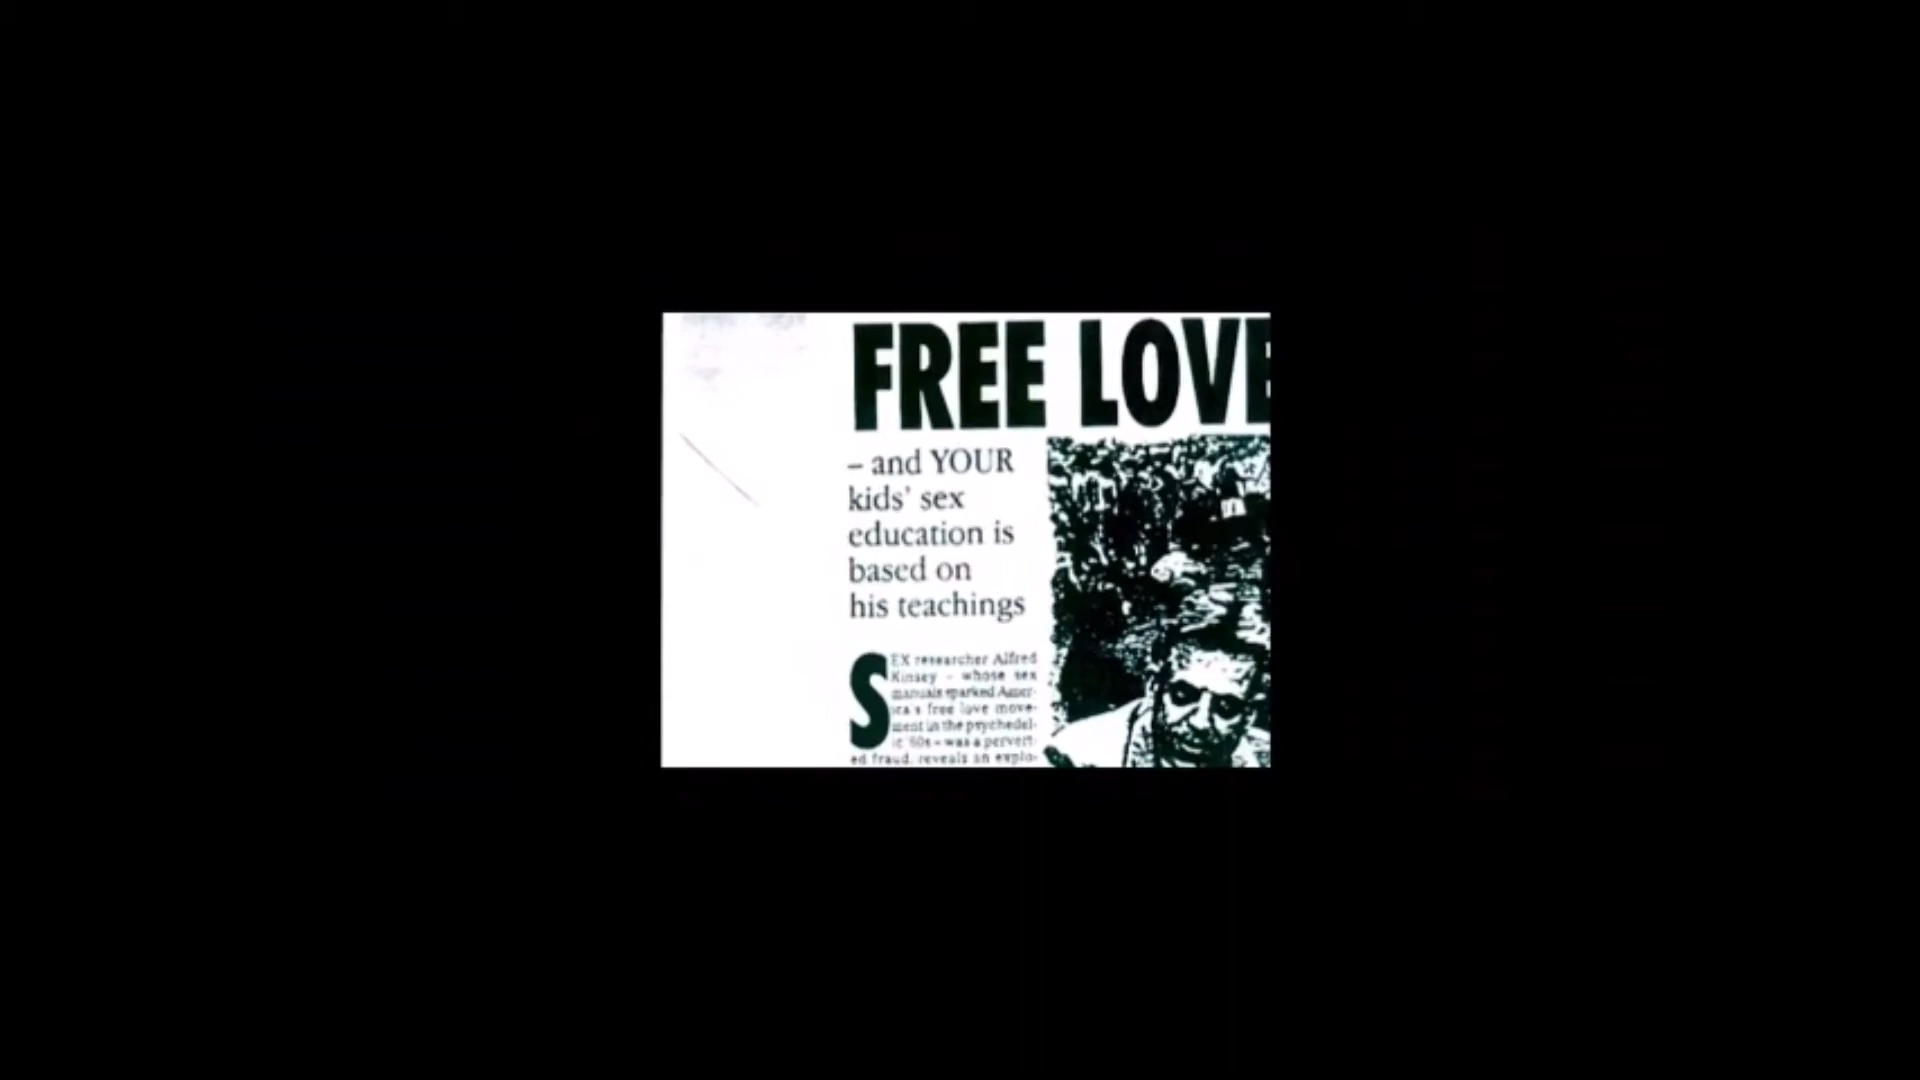 FREE LOVE
– and YOUR
kids' sex
education is
based on
his teachings
SEX researcher Alfred
Kinsey – whose sex
manuals sparked Amer-
ica's free love move-
ment in the psychedel-
ic '60s – was a pervert-
ed fraud, reveals an explo-